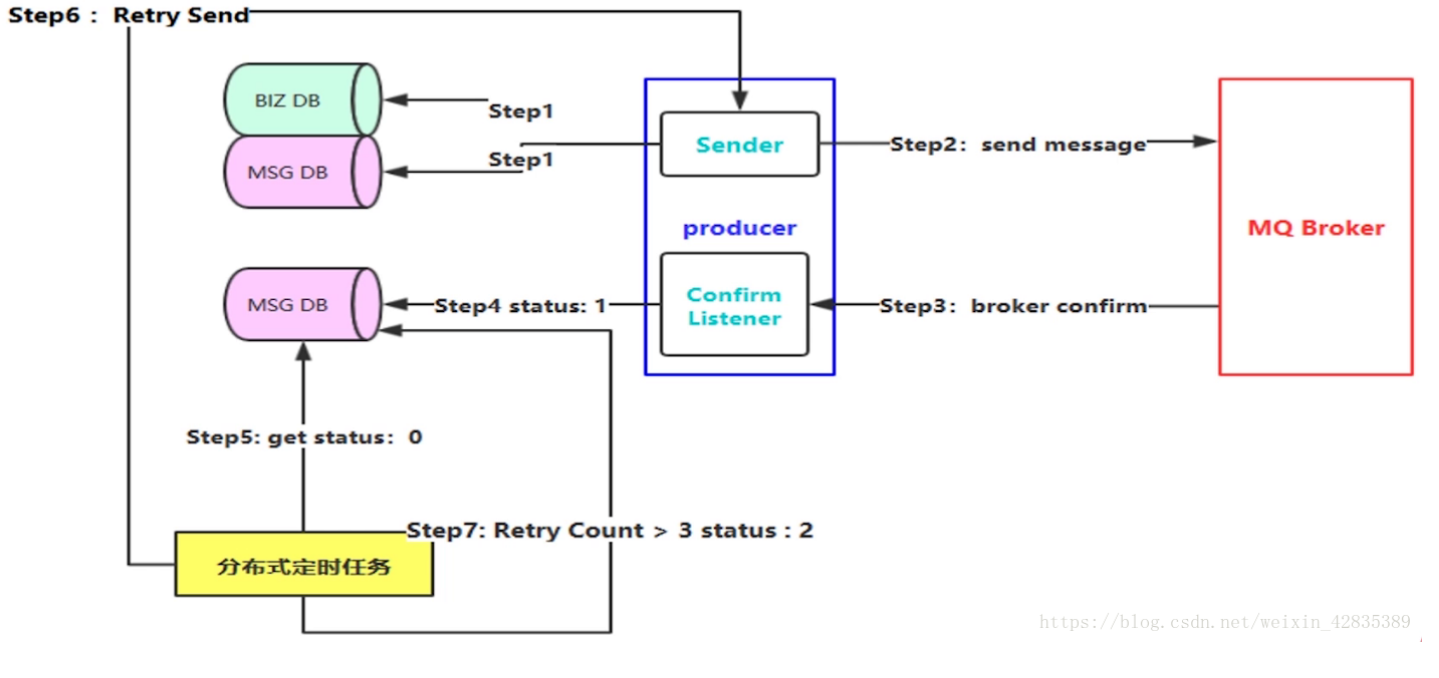 Step6 : Retry Send
BIZ DB
Step1
MSG DB
Step1
Sender
Step2: send message
producer
MQ Broker
MSG DB
Step4 status: 1
Confirm
Listener
Step3: broker confirm
Step5: get status: 0
Step7: Retry Count > 3 status : 2
分布式定时任务
https://blog.csdn.net/weixin_42835389